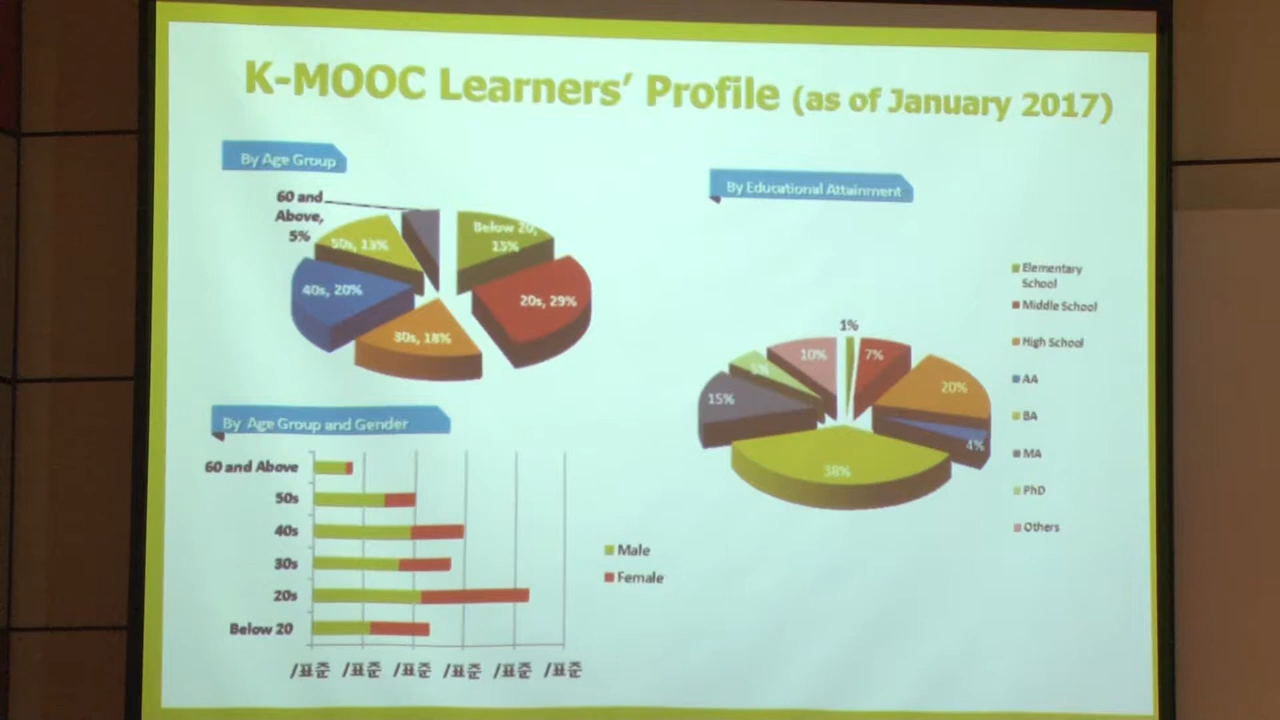 K-MOOC Learners' Profile (as of January 2017)
By Age Group
60 and
Above,
5%
50s, 13%
Below 20,
15%
40s, 20%
20s, 29%
30s, 18%
By Educational Attainment
1%
10%
7%
5%
20%
15%
4%
38%
Elementary
School
Middle School
High School
AA
BA
MA
PhD
Others
By Age Group and Gender
60 and Above
50s
40s
30s
20s
Below 20
Male
Female
/표준 /표준 /표준 /표준 /표준 /표준